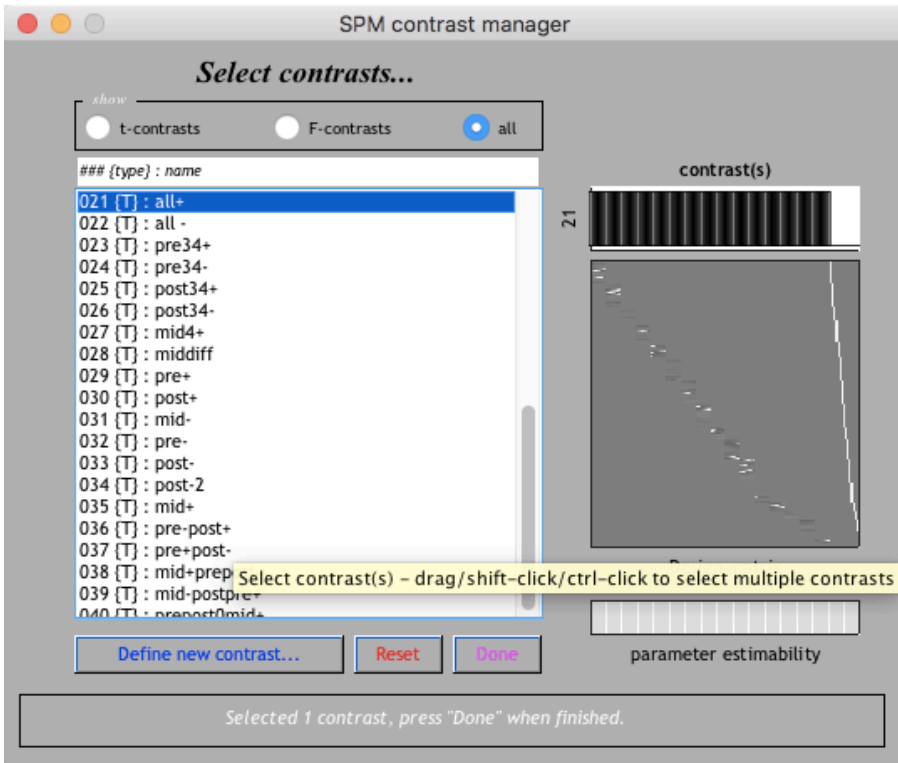 SPM contrast manager
Select contrasts...
show
t-contrasts
F-contrasts
all
### {type} : name
021 {T} : all+
022 {T} : all -
023 {T} : pre34+
024 {T} : pre34-
025 {T} : post34+
026 {T} : post34-
027 {T} : mid4+
028 {T} : middiff
029 {T} : pre+
030 {T} : post+
031 {T} : mid-
032 {T} : pre-
033 {T} : post-
034 {T} : post-2
035 {T} : mid+
036 {T} : pre-post+
037 {T} : pre+post-
038 {T} : mid+prep
039 {T} : mid-postpre+
040 {T} : prepost0mid+
Select contrast(s) – drag/shift-click/ctrl-click to select multiple contrasts
contrast(s)
21
parameter estimability
Define new contrast...
Reset
Done
Selected 1 contrast, press "Done" when finished.